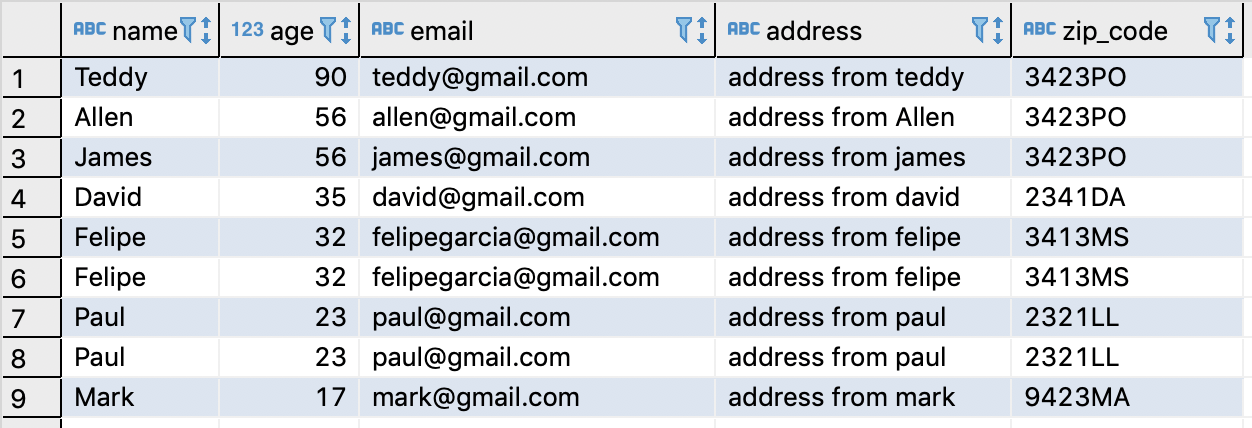 ABC name 123 age ABC email ABC address ABC zip_code
1 Teddy 90 teddy@gmail.com address from teddy 3423PO
2 Allen 56 allen@gmail.com address from Allen 3423PO
3 James 56 james@gmail.com address from james 3423PO
4 David 35 david@gmail.com address from david 2341DA
5 Felipe 32 felipegarcia@gmail.com address from felipe 3413MS
6 Felipe 32 felipegarcia@gmail.com address from felipe 3413MS
7 Paul 23 paul@gmail.com address from paul 2321LL
8 Paul 23 paul@gmail.com address from paul 2321LL
9 Mark 17 mark@gmail.com address from mark 9423MA